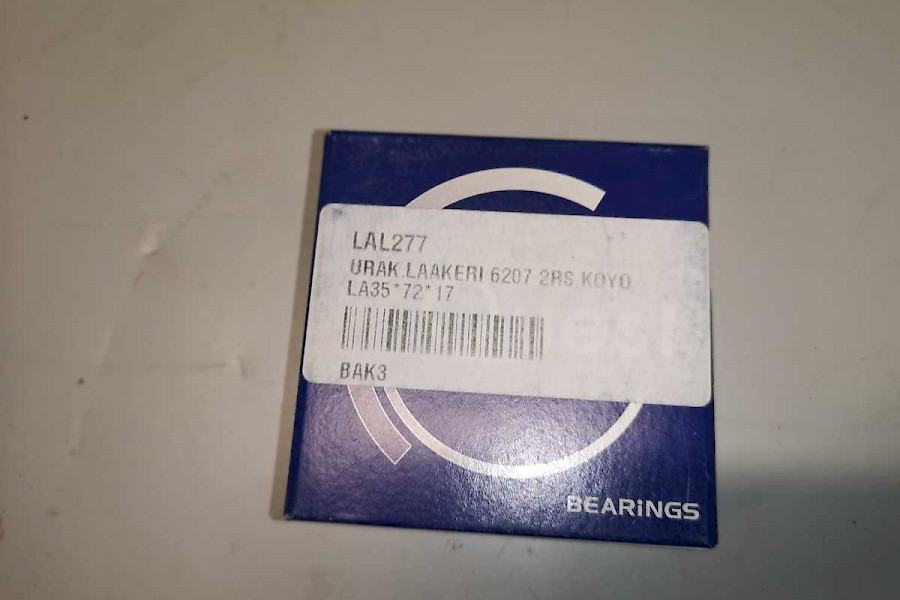 LAL277
URAK.LAAKERI 6207 2RS KOYO
LA35*72*17
BAK3
BEARiNGS